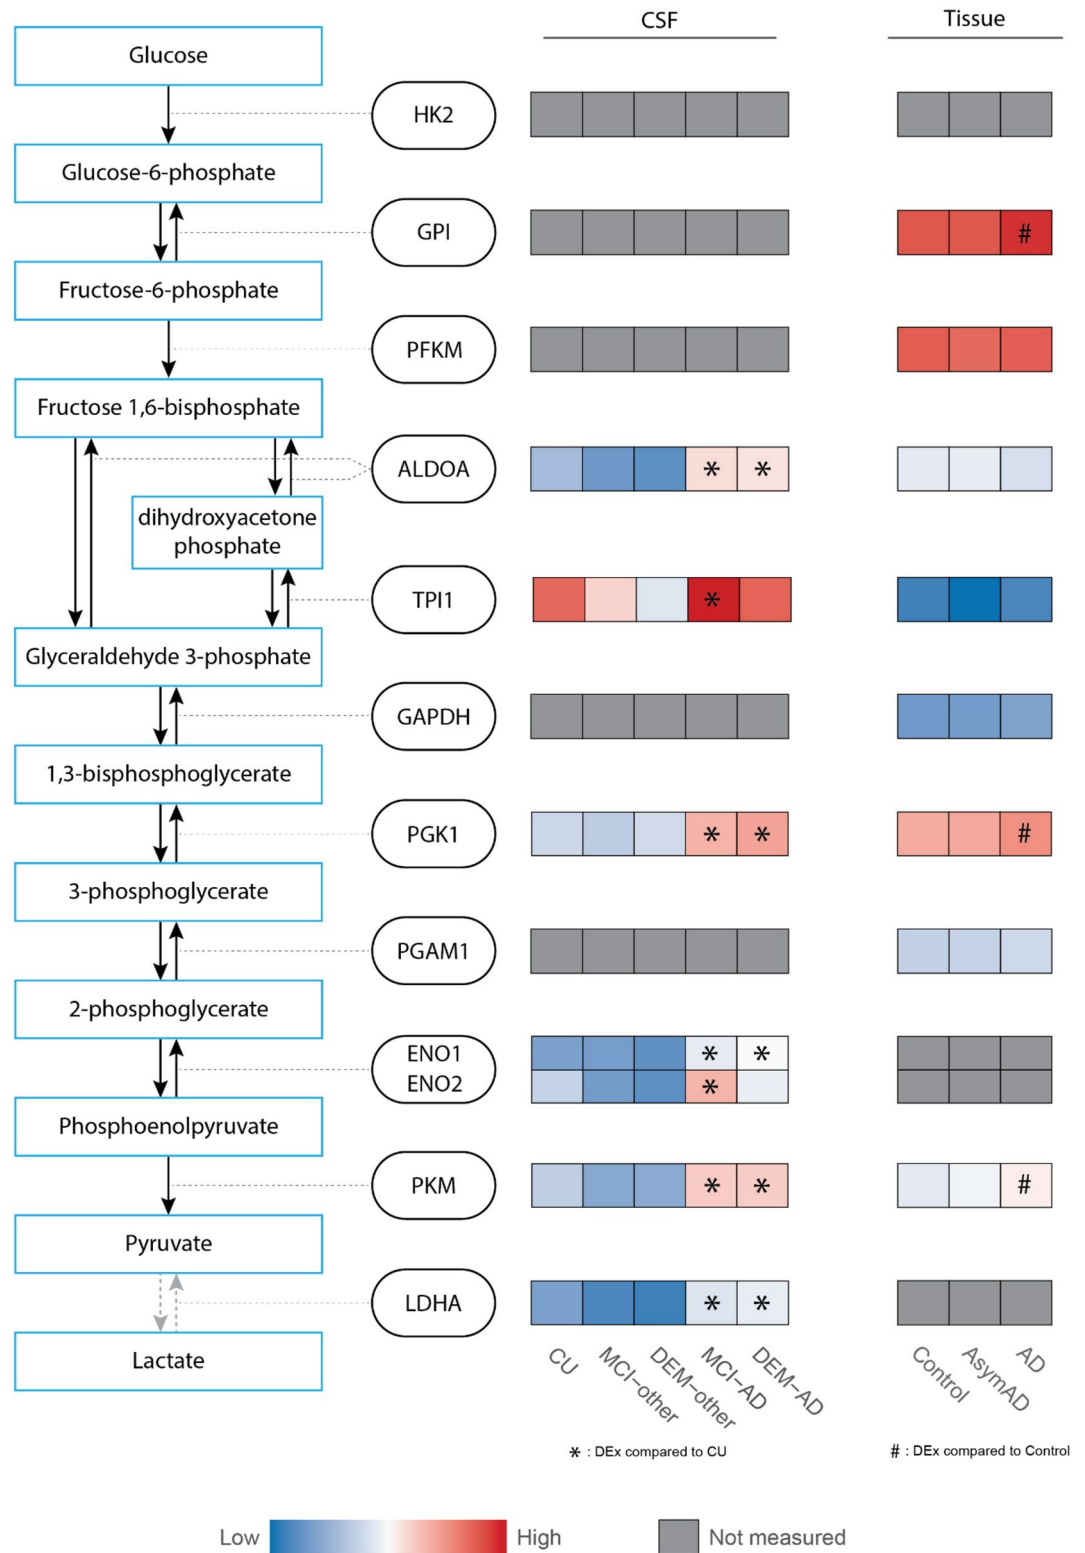 CSF
Tissue
Glucose
HK2
Glucose-6-phosphate
GPI
#
Fructose-6-phosphate
PFKM
Fructose 1,6-bisphosphate
ALDOA
* *
dihydroxyacetone
phosphate
TPI1
*
Glyceraldehyde 3-phosphate
GAPDH
1,3-bisphosphoglycerate
PGK1
* *
#
3-phosphoglycerate
PGAM1
2-phosphoglycerate
ENO1
* *
ENO2
*
Phosphoenolpyruvate
PKM
* *
#
Pyruvate
LDHA
* *
Lactate
CU
MCI-other
DEM-other
MCI-AD
DEM-AD
Control
AsymAD
AD
* : DEx compared to CU
# : DEx compared to Control
Low
High
Not measured